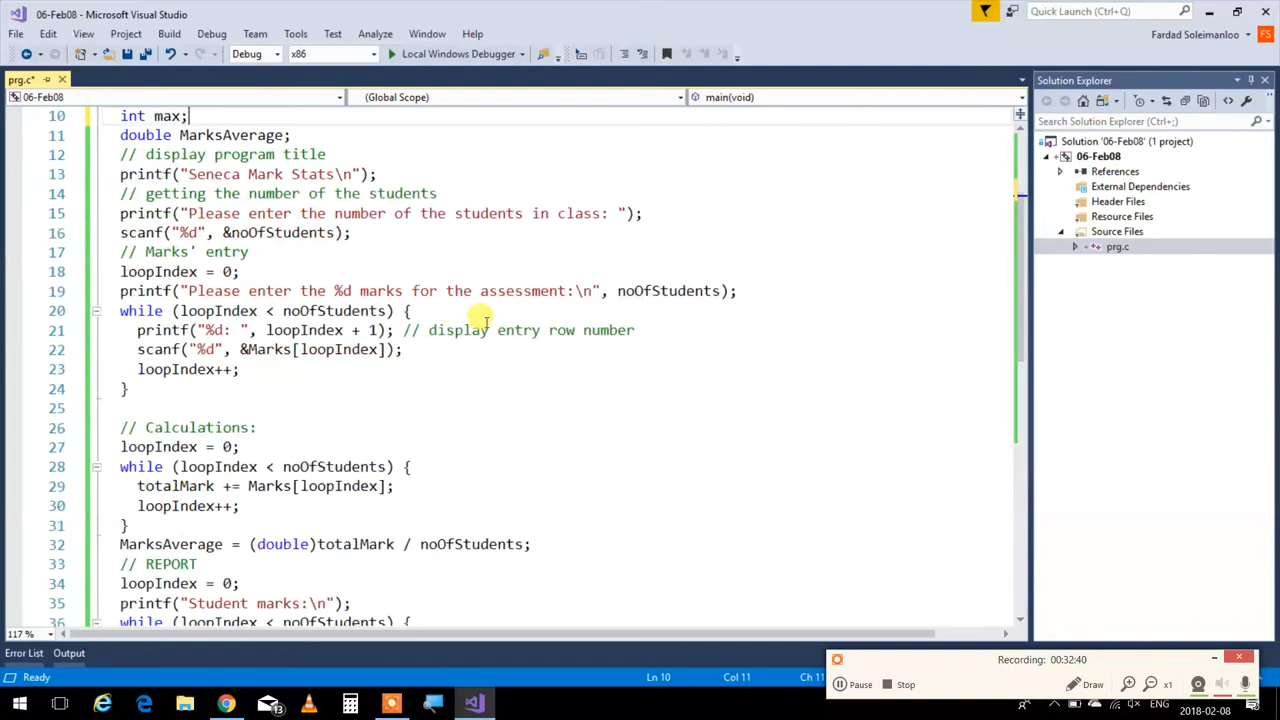 06-Feb08 - Microsoft Visual Studio
Quick Launch (Ctrl+Q)
File Edit View Project Build Debug Team Tools Test Analyze Window Help
Fardad Soleimanloo FS
Debug x86 Local Windows Debugger
prg.c*
Solution Explorer
06-Feb08 (Global Scope) main(void)
Search Solution Explorer (Ctrl+;)
Solution '06-Feb08' (1 project)
06-Feb08
References
External Dependencies
Header Files
Resource Files
Source Files
prg.c
10 int max;
11 double MarksAverage;
12 // display program title
13 printf("Seneca Mark Stats\n");
14 // getting the number of the students
15 printf("Please enter the number of the students in class: ");
16 scanf("%d", &noOfStudents);
17 // Marks' entry
18 loopIndex = 0;
19 printf("Please enter the %d marks for the assessment:\n", noOfStudents);
20 while (loopIndex < noOfStudents) {
21 printf("%d: ", loopIndex + 1); // display entry row number
22 scanf("%d", &Marks[loopIndex]);
23 loopIndex++;
24 }
25
26 // Calculations:
27 loopIndex = 0;
28 while (loopIndex < noOfStudents) {
29 totalMark += Marks[loopIndex];
30 loopIndex++;
31 }
32 MarksAverage = (double)totalMark / noOfStudents;
33 // REPORT
34 loopIndex = 0;
35 printf("Student marks:\n");
36 while (loopIndex < noOfStudents) {
117 %
Error List Output
Recording: 00:32:40
Ready Ln 10 Col 11 Ch 11
Pause Stop Draw x1
13
ENG 2018-02-08